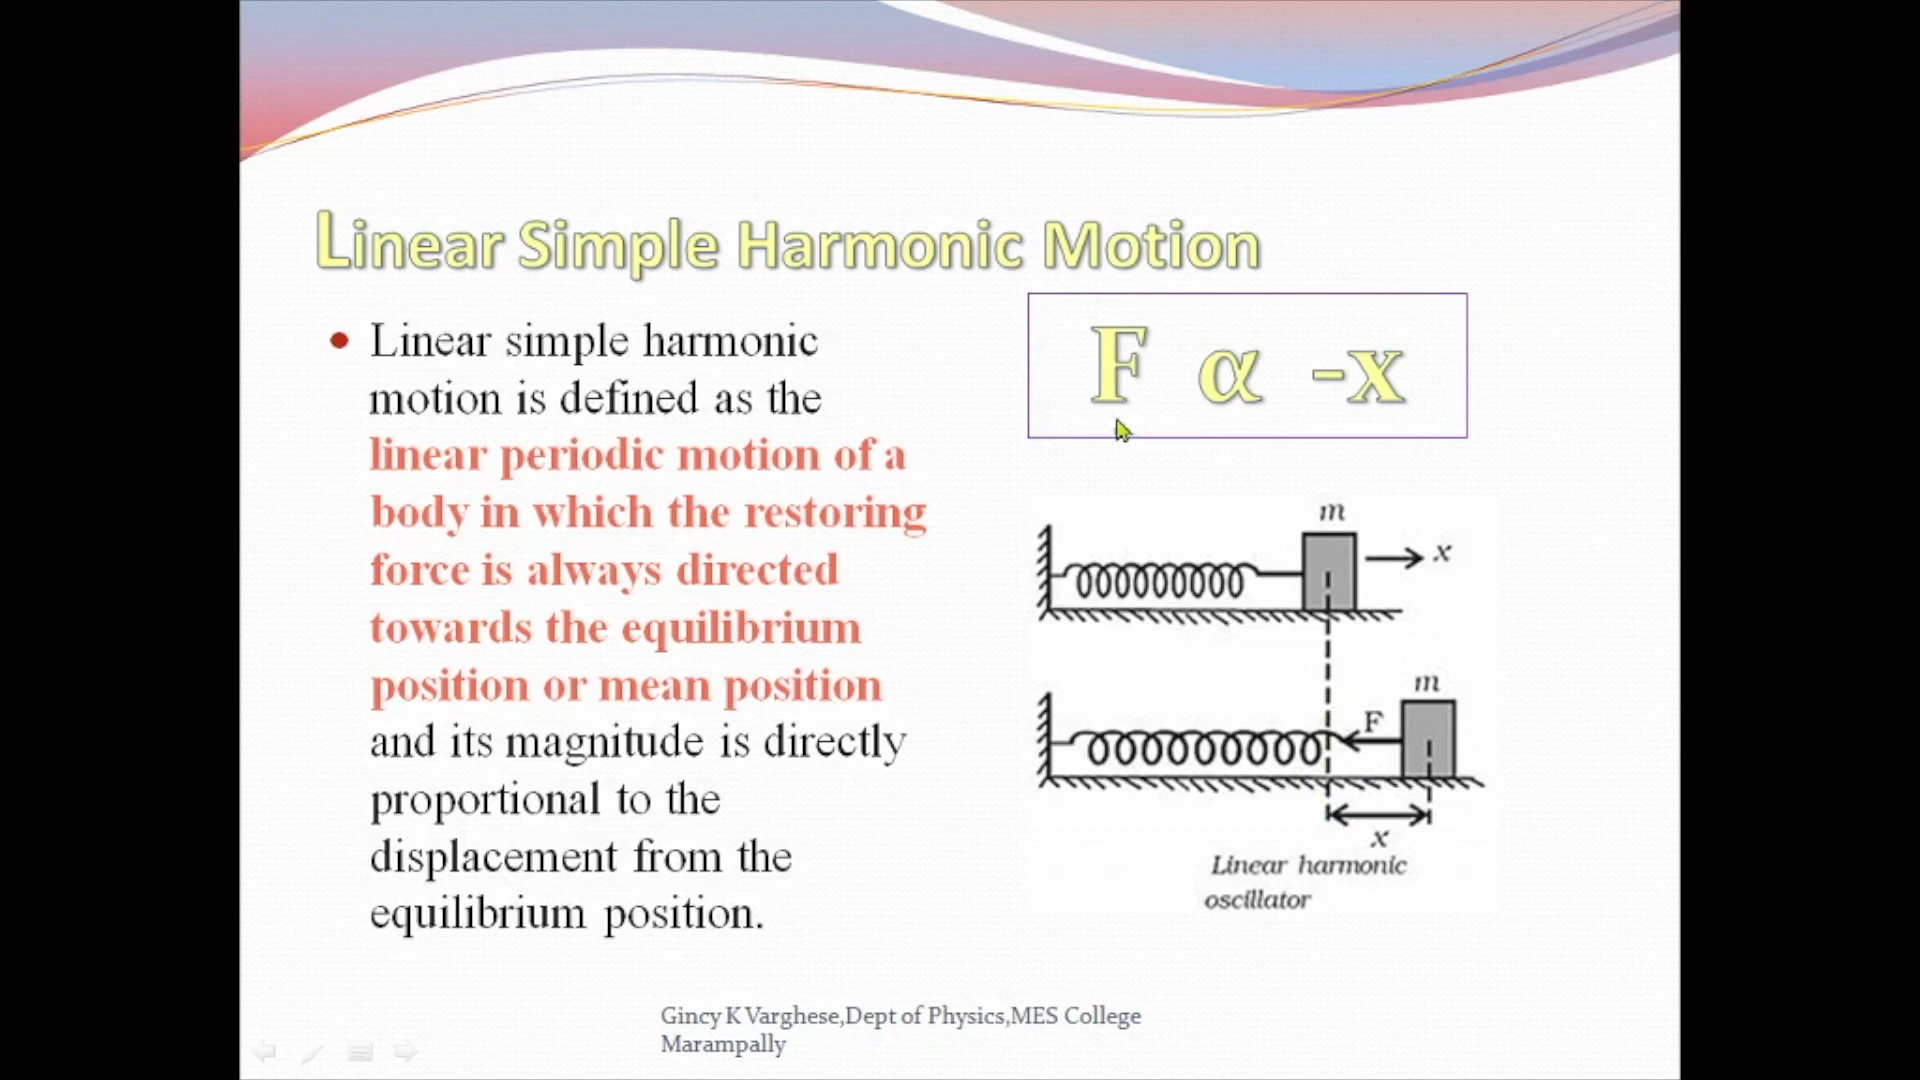 Linear Simple Harmonic Motion
• Linear simple harmonic
motion is defined as the
linear periodic motion of a
body in which the restoring
force is always directed
towards the equilibrium
position or mean position
and its magnitude is directly
proportional to the
displacement from the
equilibrium position.
F α -x
m
x
m
F
x
Linear harmonic
oscillator
Gincy K Varghese,Dept of Physics,MES College
Marampally